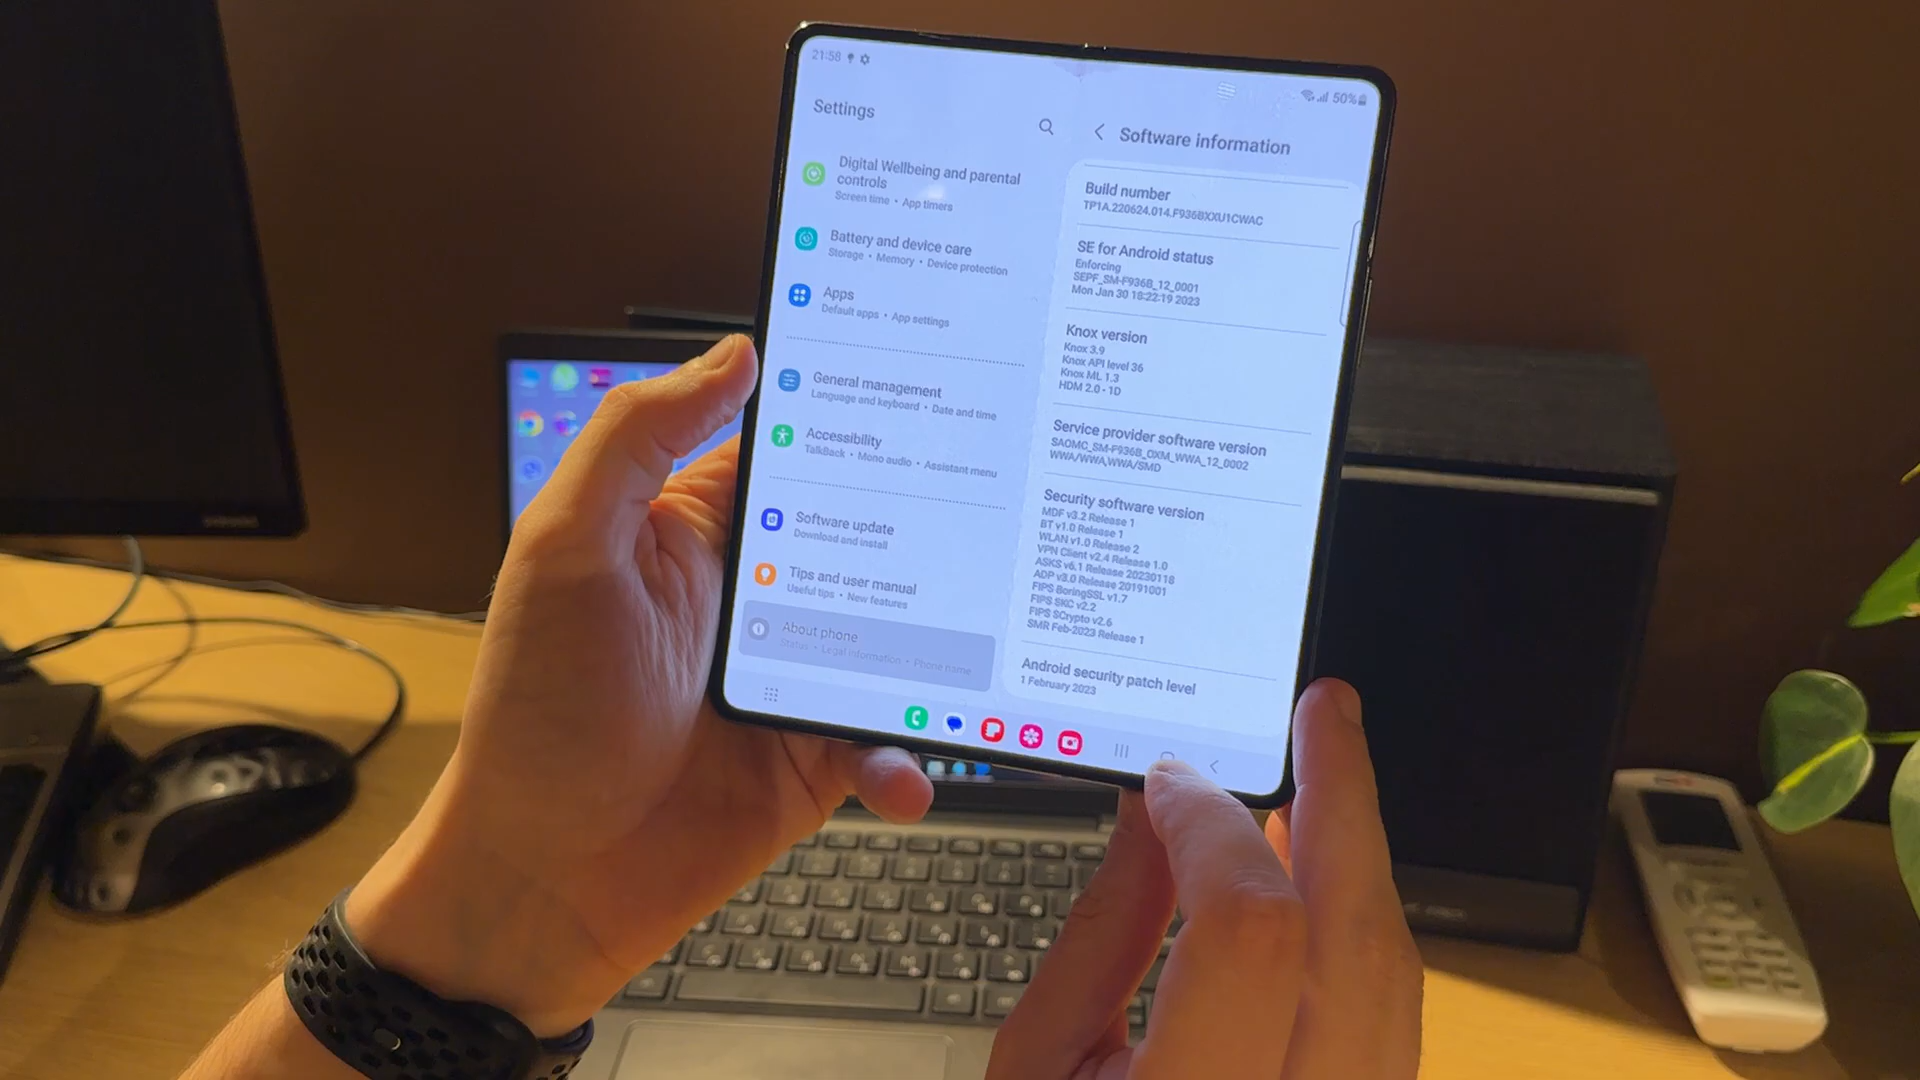 21:58
50%
Settings
Digital Wellbeing and parental
controls
Screen time • App timers
Battery and device care
Storage • Memory • Device protection
Apps
Default apps • App settings
General management
Language and keyboard • Date and time
Accessibility
TalkBack • Mono audio • Assistant menu
Software update
Download and install
Tips and user manual
Useful tips • New features
About phone
Status • Legal information • Phone name
Software information
Build number
TP1A.220624.014.F936BXXU1CWAC
SE for Android status
Enforcing
SEPF_SM-F936B_12_0001
Mon Jan 30 18:22:19 2023
Knox version
Knox 3.9
Knox API level 36
Knox ML 1.3
HDM 2.0 - 1D
Service provider software version
SAOMC_SM-F936B_OXM_WWA_12_0002
WWA/WWA,WWA/SMD
Security software version
MDF v3.2 Release 1
BT v1.0 Release 1
WLAN v1.0 Release 2
VPN Client v2.4 Release 1.0
ASKS v6.1 Release 20230118
ADP v3.0 Release 20191001
FIPS BoringSSL v1.7
FIPS SKC v2.2
FIPS SCrypto v2.6
SMR Feb-2023 Release 1
Android security patch level
1 February 2023